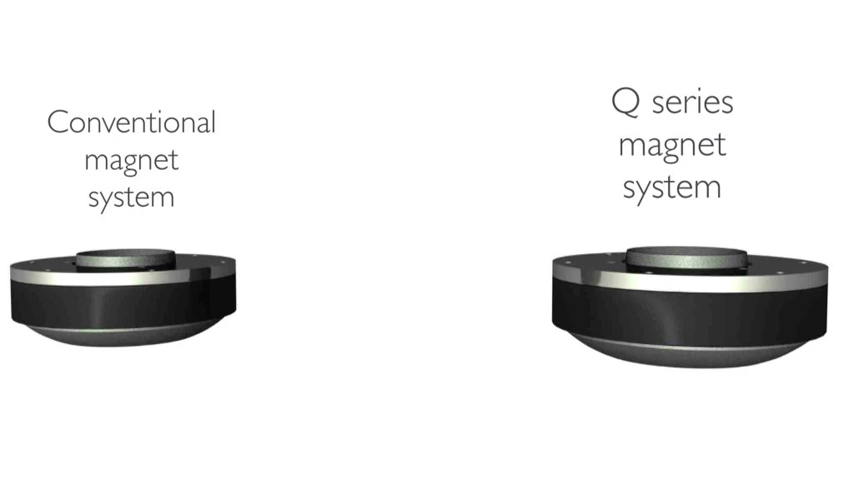 Conventional
magnet
system
Q series
magnet
system